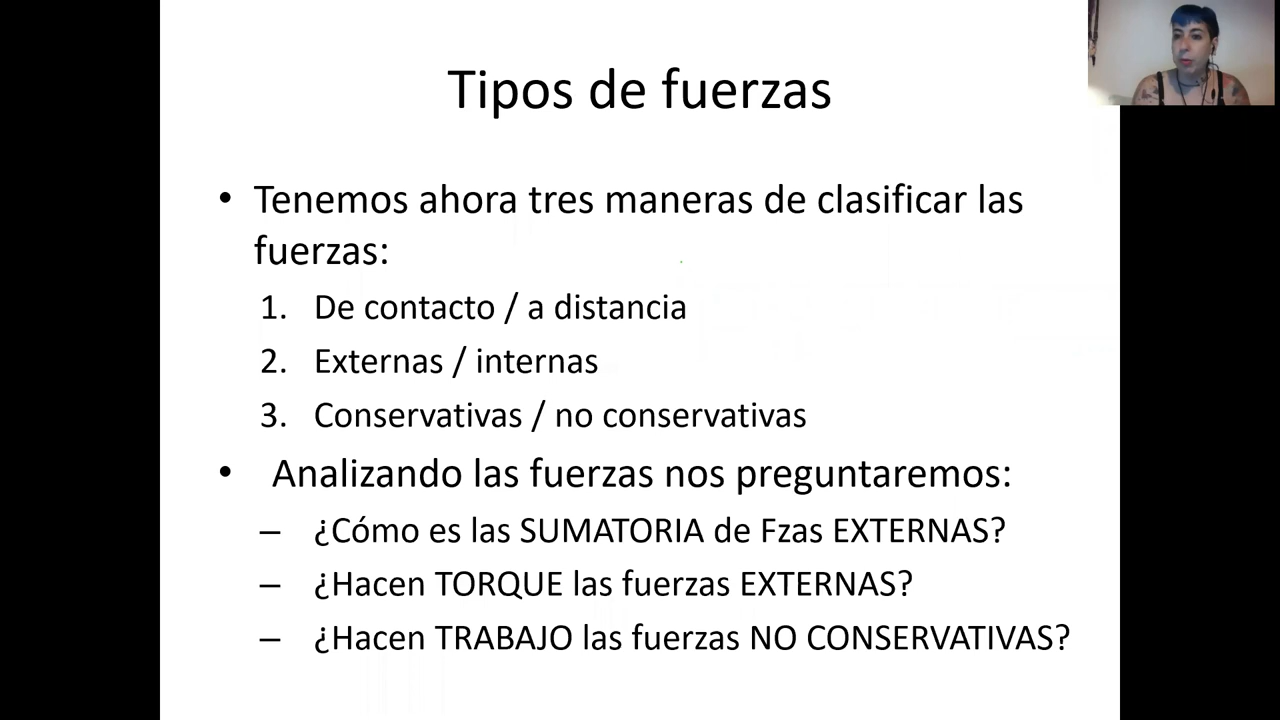 Tipos de fuerzas
• Tenemos ahora tres maneras de clasificar las
fuerzas:
1. De contacto / a distancia
2. Externas / internas
3. Conservativas / no conservativas
• Analizando las fuerzas nos preguntaremos:
– ¿Cómo es las SUMATORIA de Fzas EXTERNAS?
– ¿Hacen TORQUE las fuerzas EXTERNAS?
– ¿Hacen TRABAJO las fuerzas NO CONSERVATIVAS?